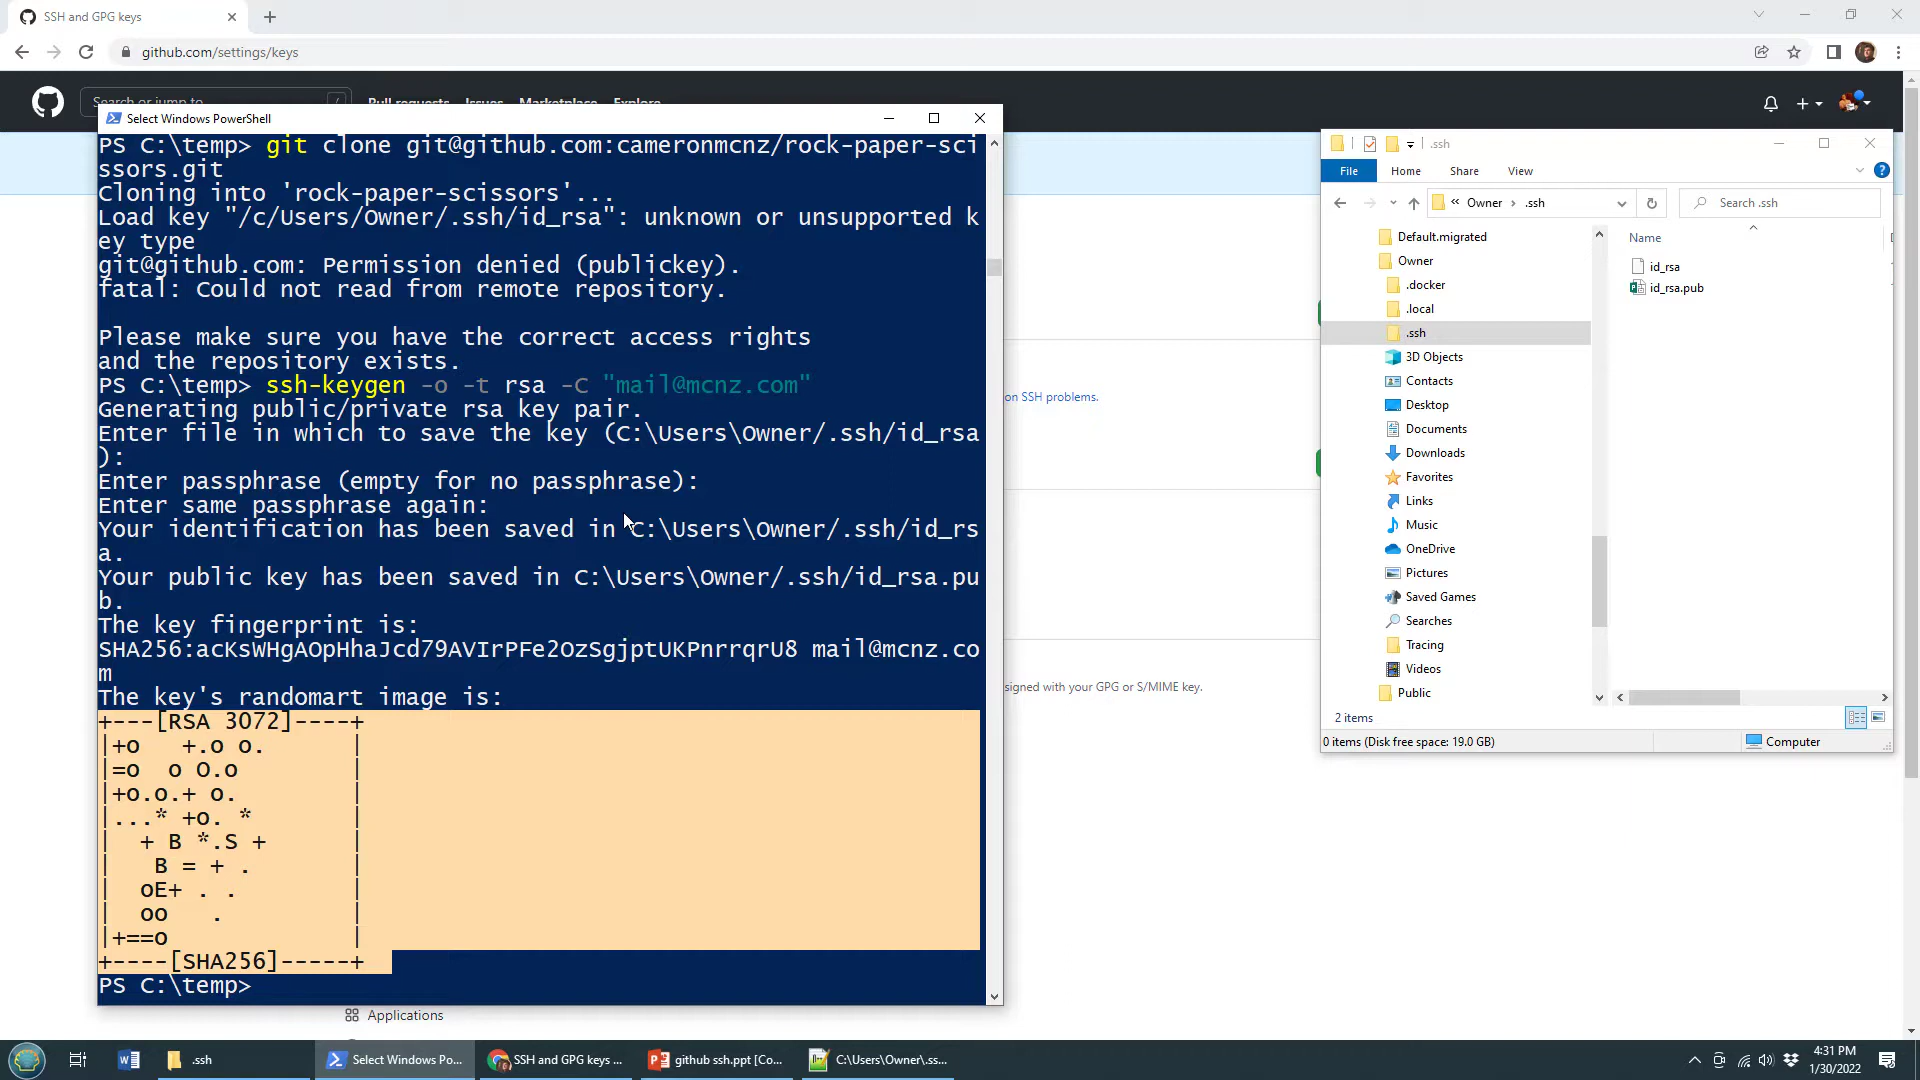 SSH and GPG keys
github.com/settings/keys
Search or jump to
/
Pull requests Issues Marketplace Explore
Select Windows PowerShell
PS C:\temp> git clone git@github.com:cameronmcnz/rock-paper-sci
ssors.git
Cloning into 'rock-paper-scissors'...
Load key "/c/Users/Owner/.ssh/id_rsa": unknown or unsupported k
ey type
git@github.com: Permission denied (publickey).
fatal: Could not read from remote repository.
Please make sure you have the correct access rights
and the repository exists.
PS C:\temp> ssh-keygen -o -t rsa -C "mail@mcnz.com"
Generating public/private rsa key pair.
Enter file in which to save the key (C:\Users\Owner/.ssh/id_rsa
):
Enter passphrase (empty for no passphrase):
Enter same passphrase again:
Your identification has been saved in C:\Users\Owner/.ssh/id_rs
a.
Your public key has been saved in C:\Users\Owner/.ssh/id_rsa.pu
b.
The key fingerprint is:
SHA256:acKsWHgAOpHhaJcd79AVIrPFe2OzSgjptUKPnrrqrU8 mail@mcnz.co
m
The key's randomart image is:
+---[RSA 3072]----+
|+o   +.o o.      |
|=o  o O.o        |
|+o.o.+ o.        |
|...* +o. *       |
|  + B *.S +      |
|   B = + .       |
|  oE+ . .        |
|  oo   .         |
|+==o             |
+----[SHA256]-----+
PS C:\temp>
on SSH problems.
signed with your GPG or S/MIME key.
Applications
.ssh
File Home Share View
Owner .ssh
Search .ssh
Default.migrated
Owner
.docker
.local
.ssh
3D Objects
Contacts
Desktop
Documents
Downloads
Favorites
Links
Music
OneDrive
Pictures
Saved Games
Searches
Tracing
Videos
Public
Name
id_rsa
id_rsa.pub
2 items
0 items (Disk free space: 19.0 GB)
Computer
.ssh
Select Windows Po...
SSH and GPG keys ...
github ssh.ppt [Co...
C:\Users\Owner\.ss...
4:31 PM
1/30/2022